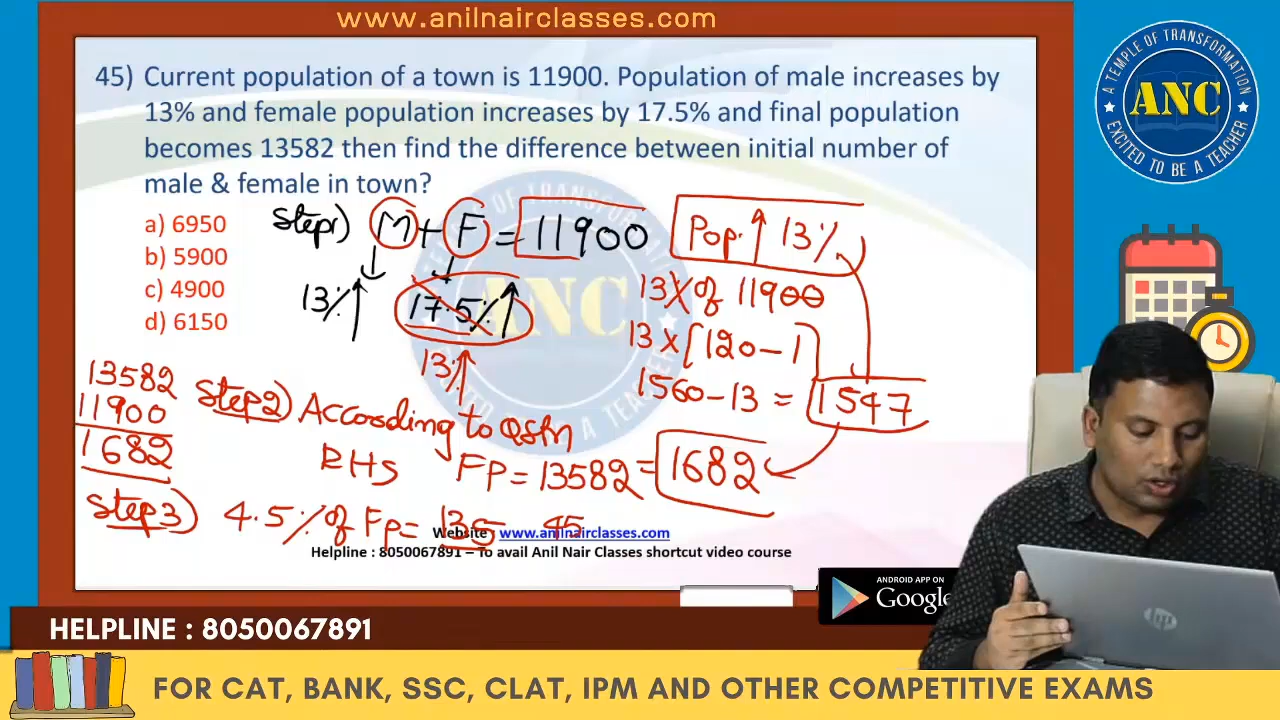 www.anilnairclasses.com
45) Current population of a town is 11900. Population of male increases by
13% and female population increases by 17.5% and final population
becomes 13582 then find the difference between initial number of
male & female in town?
a) 6950
b) 5900
c) 4900
d) 6150
Step1) M + F = 11900
13% ↑ 17.5% ↑
13% ↑
Pop. ↑ 13%
13% of 11900
13 x [120 - 1]
1560 - 13 = 1547
13582
11900
1682
Step2) According to Qstn
RHS FP = 13582 = 1682
Step3) 4.5% of Fp = 135 45
Website : www.anilnairclasses.com
Helpline : 8050067891 – To avail Anil Nair Classes shortcut video course
A TEMPLE OF TRANSFORMATION
ANC
EXCITED TO BE A TEACHER
ANC
ANDROID APP ON
Google
hp
HELPLINE : 8050067891
FOR CAT, BANK, SSC, CLAT, IPM AND OTHER COMPETITIVE EXAMS